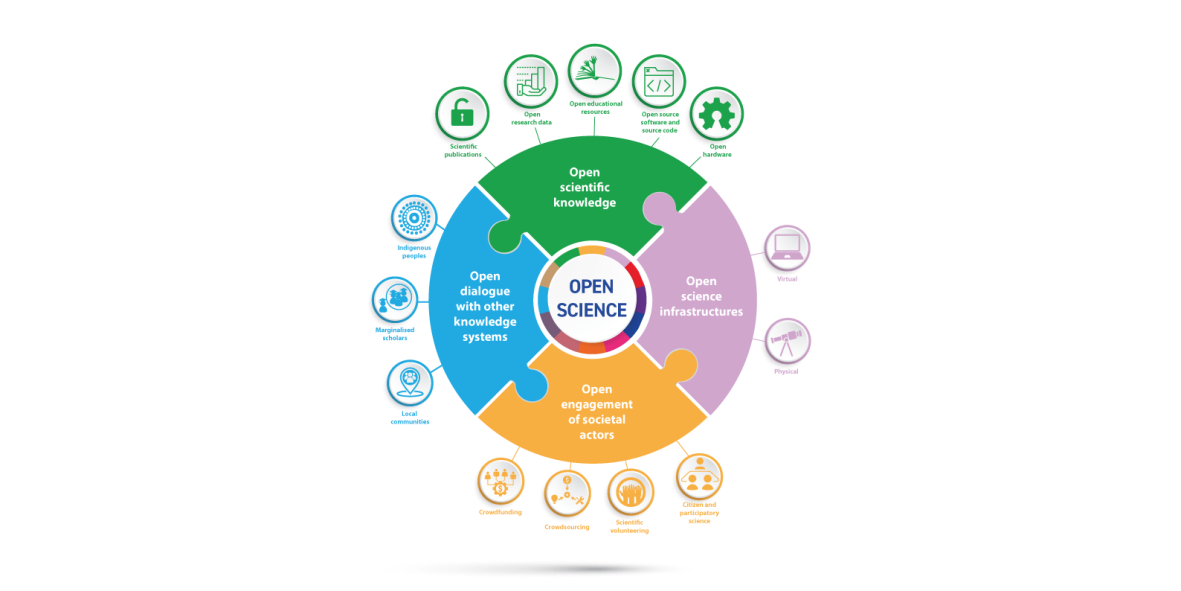 Open educational
resources
Open
research data
Open source
software and
source code
Scientific
publications
Open
hardware
Open
scientific
knowledge
Indigenous
peoples
Marginalised
scholars
Local
communities
Open
dialogue
with other
knowledge
systems
OPEN
SCIENCE
Open
science
infrastructures
Virtual
Physical
Open
engagement
of societal
actors
Crowdfunding
Crowdsourcing
Scientific
volunteering
Citizen and
participatory
science